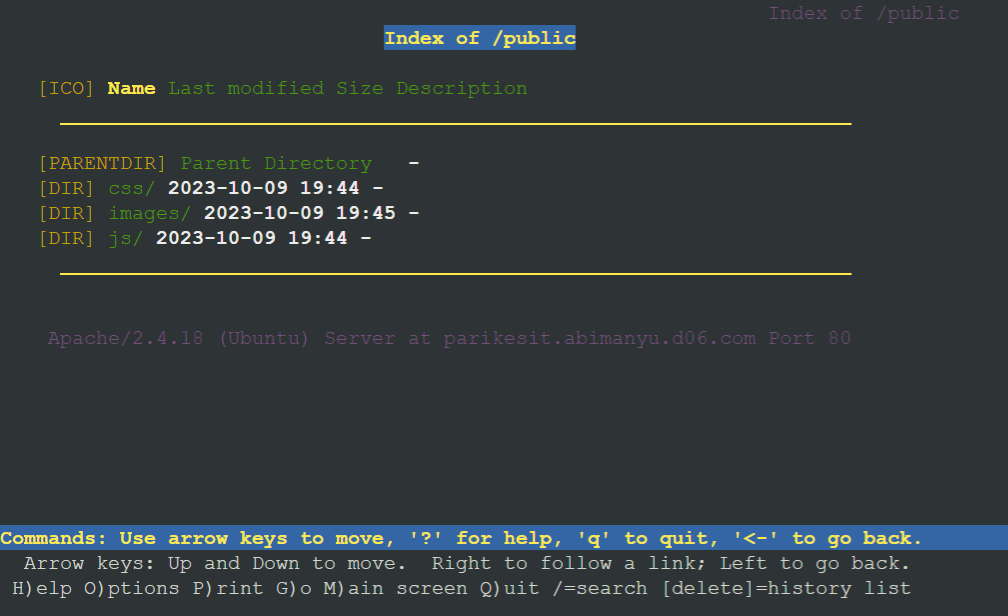 Index of /public
Index of /public
[ICO] Name Last modified Size Description
[PARENTDIR] Parent Directory -
[DIR] css/ 2023-10-09 19:44 -
[DIR] images/ 2023-10-09 19:45 -
[DIR] js/ 2023-10-09 19:44 -
Apache/2.4.18 (Ubuntu) Server at parikesit.abimanyu.d06.com Port 80
Commands: Use arrow keys to move, '?' for help, 'q' to quit, '<-' to go back.
Arrow keys: Up and Down to move.  Right to follow a link; Left to go back.
H)elp O)ptions P)rint G)o M)ain screen Q)uit /=search [delete]=history list